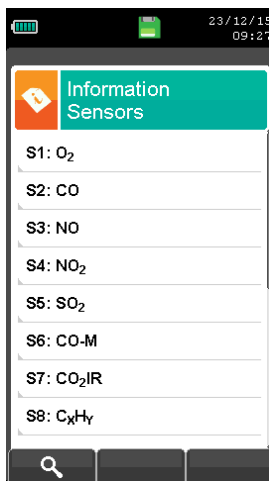 23/12/15
09:27
Information
Sensors
S1: O₂
S2: CO
S3: NO
S4: NO₂
S5: SO₂
S6: CO-M
S7: CO₂IR
S8: CₓHᵧ